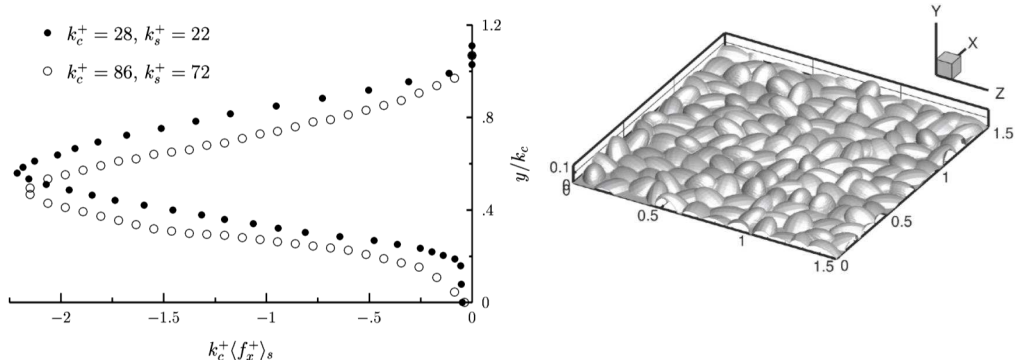 k_c^+ = 28, k_s^+ = 22
k_c^+ = 86, k_s^+ = 72
1.2
.8
.4
0
y/k_c
−2
−1.5
−1
−.5
0
k_c^+⟨f_x^+⟩_s
Y
X
Z
0.1
0
0.5
1
1.5
0
0.5
1
1.5